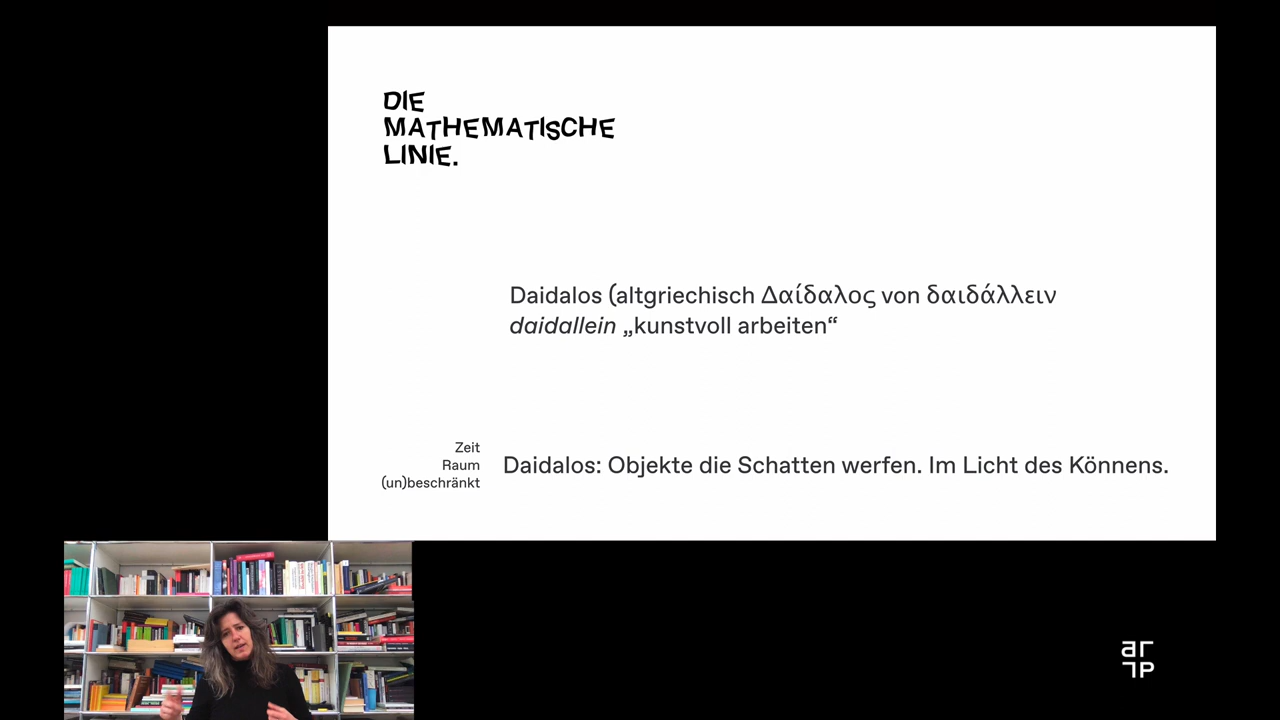 DIE
MATHEMATISCHE
LINIE.
Daidalos (altgriechisch Δαίδαλος von δαιδάλλειν
daidallein „kunstvoll arbeiten“
Zeit
Raum
(un)beschränkt
Daidalos: Objekte die Schatten werfen. Im Licht des Könnens.